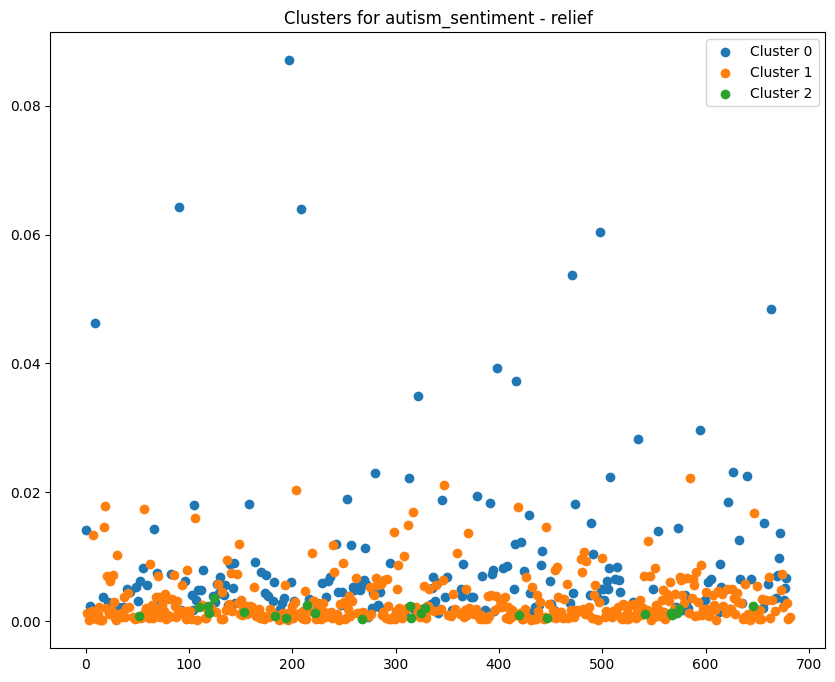 Clusters for autism_sentiment - relief
Cluster 0
Cluster 1
Cluster 2
0.08
0.06
0.04
0.02
0.00
0 100 200 300 400 500 600 700